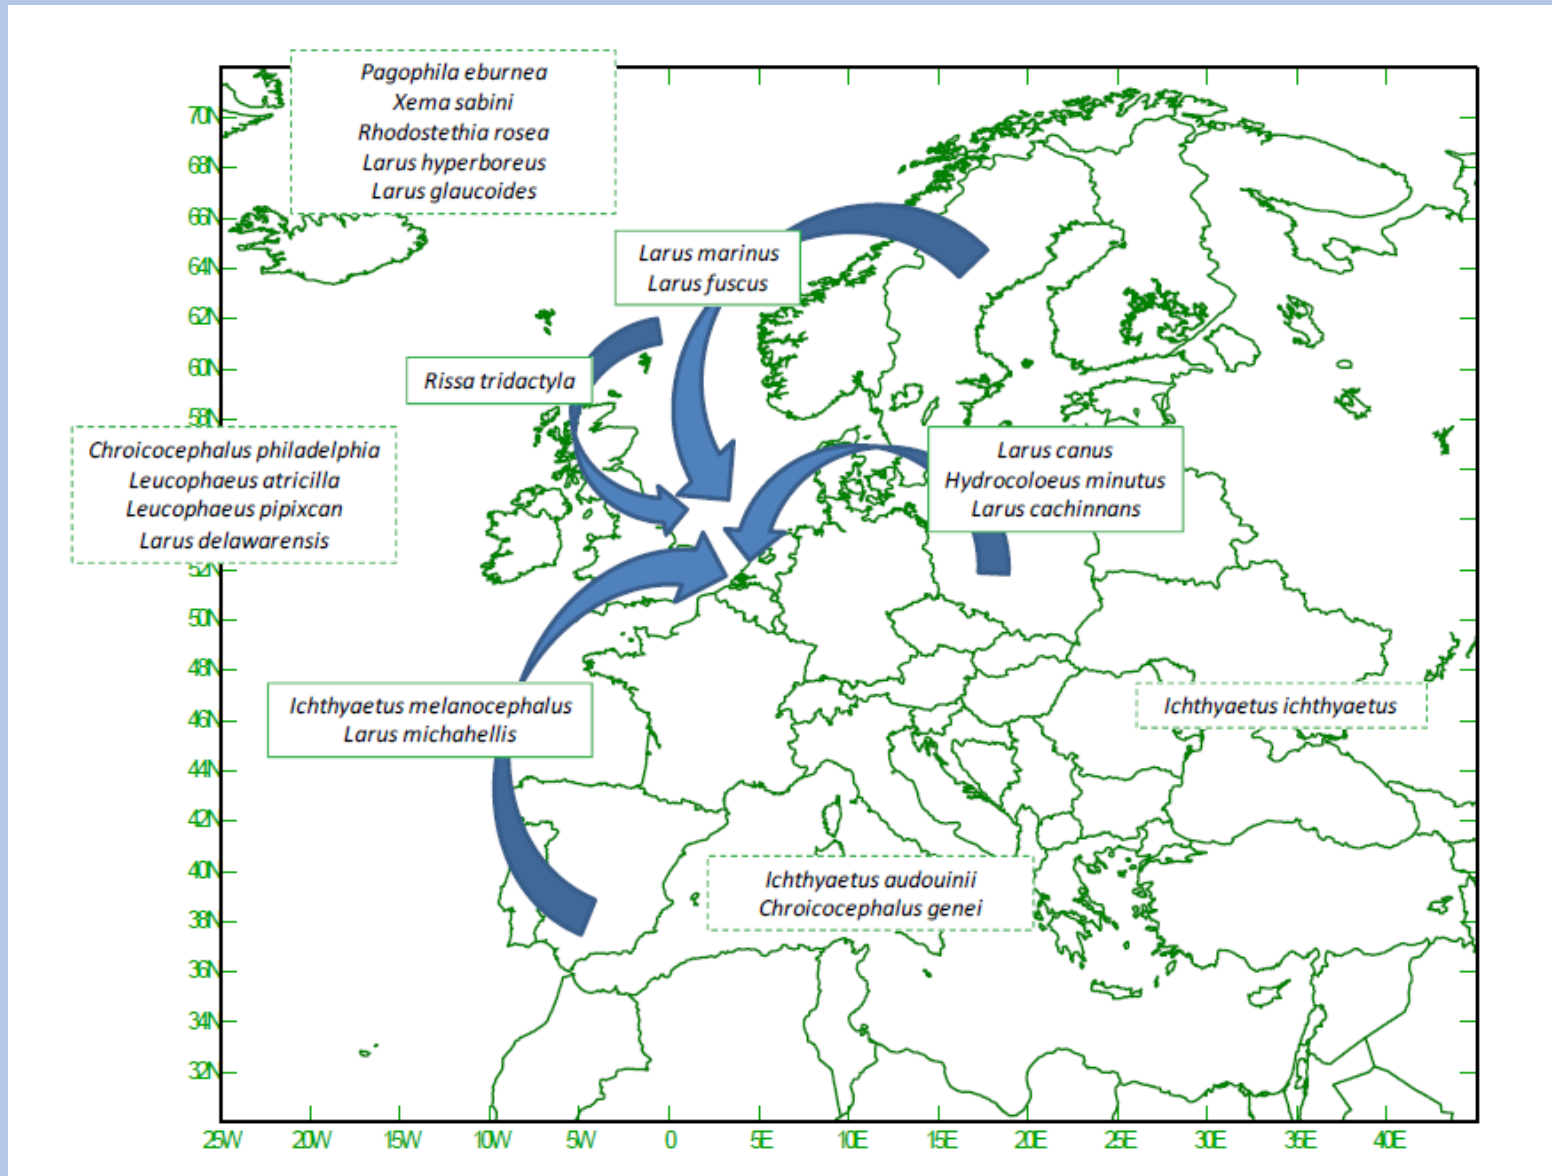 Pagophila eburnea
Xema sabini
Rhodostethia rosea
Larus hyperboreus
Larus glaucoides
Larus marinus
Larus fuscus
Rissa tridactyla
Chroicocephalus philadelphia
Leucophaeus atricilla
Leucophaeus pipixcan
Larus delawarensis
Larus canus
Hydrocoloeus minutus
Larus cachinnans
Ichthyaetus melanocephalus
Larus michahellis
Ichthyaetus ichthyaetus
Ichthyaetus audouinii
Chroicocephalus genei
70N
68N
66N
64N
62N
60N
58N
52N
50N
48N
46N
44N
42N
40N
38N
36N
34N
32N
25W 20W 15W 10W 5W 0 5E 10E 15E 20E 25E 30E 35E 40E